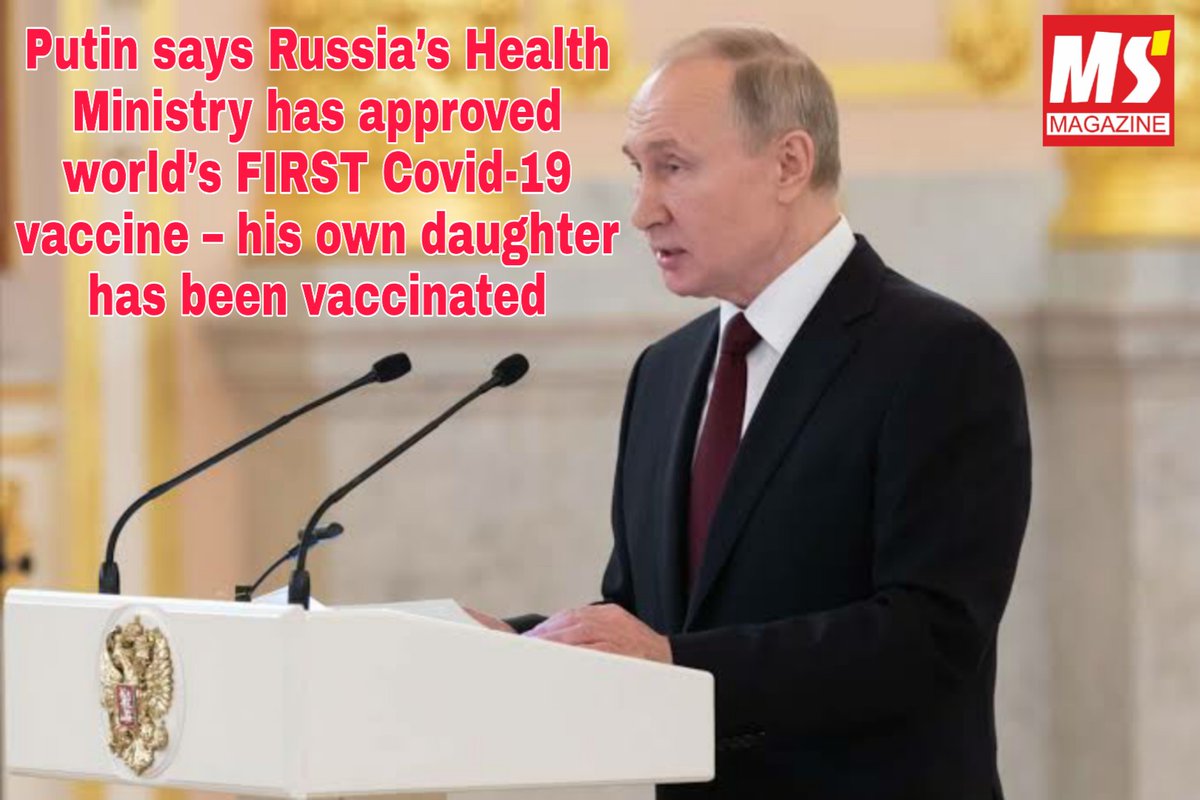 Putin says Russia’s Health
Ministry has approved
world’s FIRST Covid-19
vaccine – his own daughter
has been vaccinated
MS'
MAGAZINE